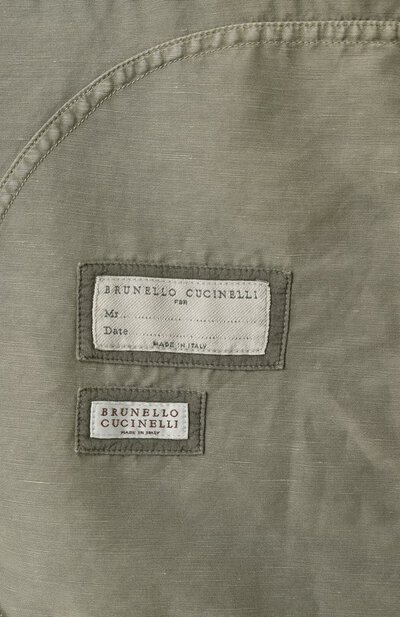 BRUNELLO CUCINELLI
FOR
Mr ..........................
Date ..........................
MADE IN ITALY
BRUNELLO
CUCINELLI
MADE IN ITALY